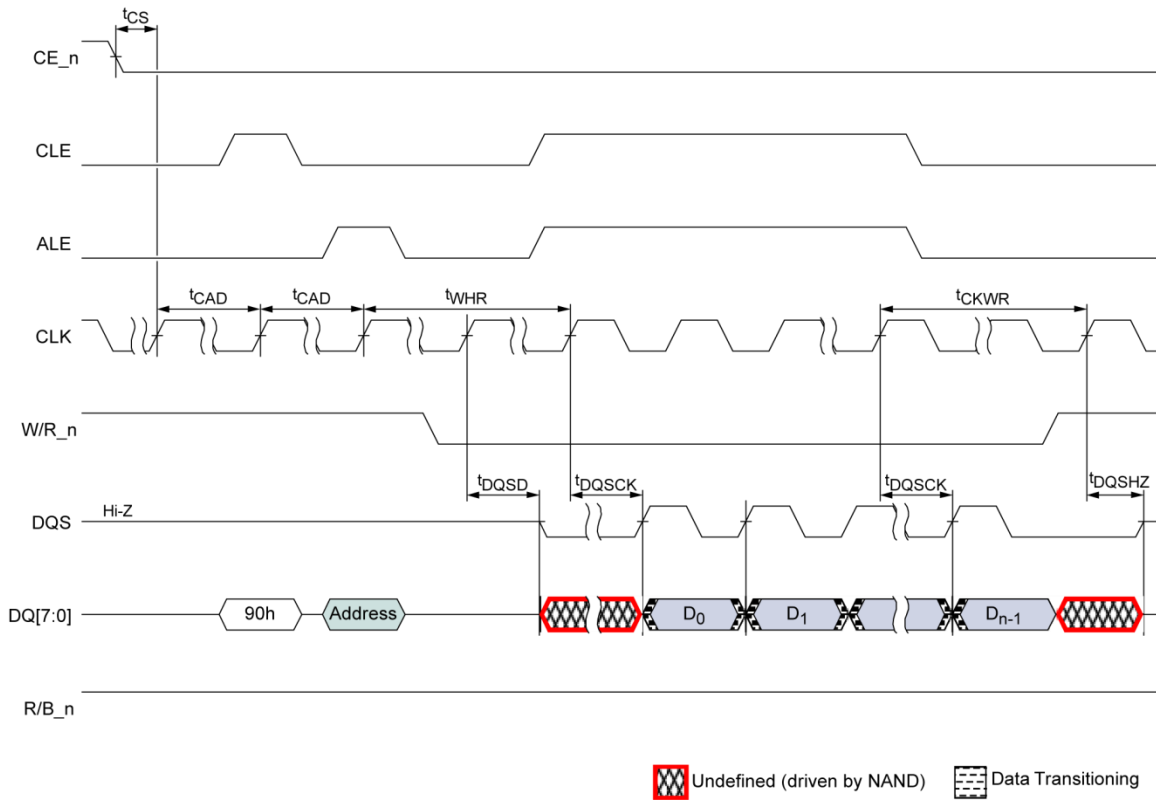 tCS
CE_n
CLE
ALE
tCAD tCAD tWHR tCKWR
CLK
W/R_n
tDQSD tDQSCK tDQSCK tDQSHZ
DQS Hi-Z
DQ[7:0] 90h Address D0 D1 Dn-1
R/B_n
Undefined (driven by NAND) Data Transitioning